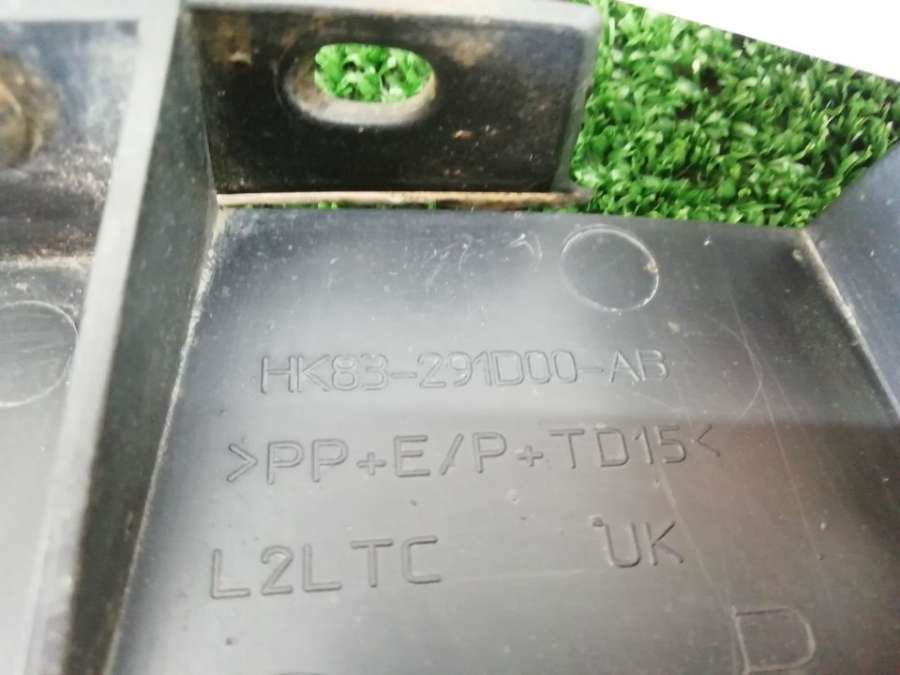 HK83-291D00-AB
>PP+E/P+TD15<
L2LTC UK
D